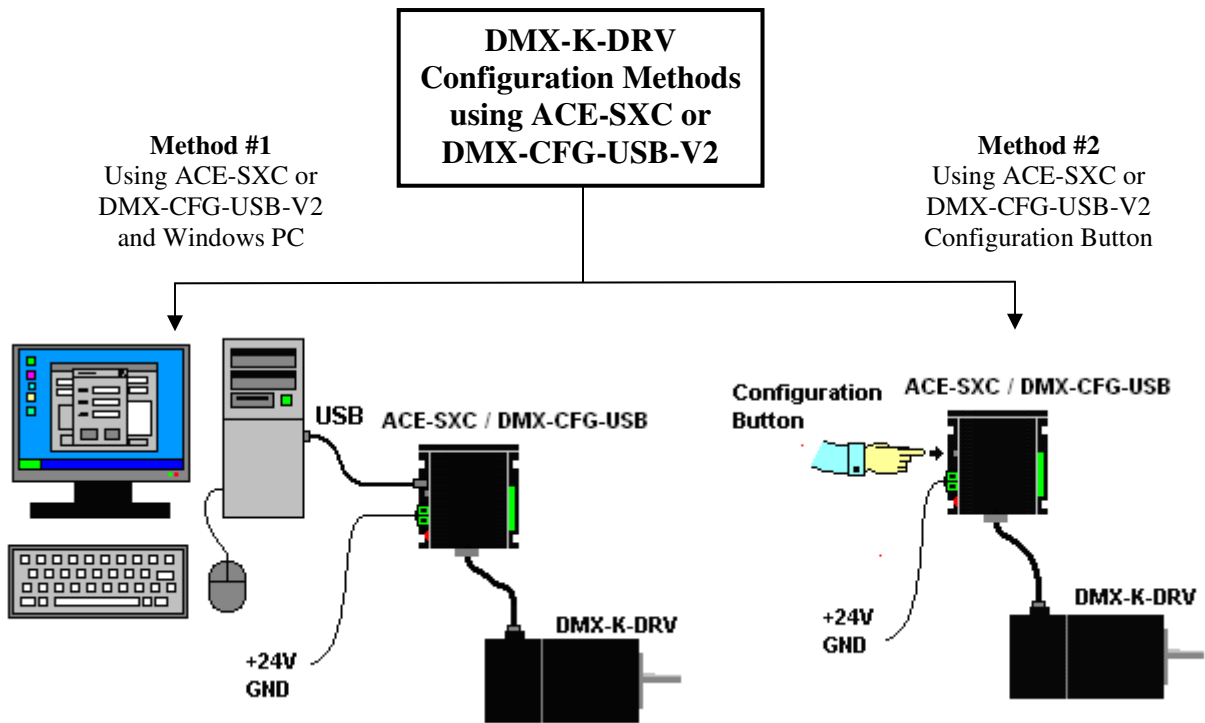 DMX-K-DRV
Configuration Methods
using ACE-SXC or
DMX-CFG-USB-V2
Method #1
Using ACE-SXC or
DMX-CFG-USB-V2
and Windows PC
Method #2
Using ACE-SXC or
DMX-CFG-USB-V2
Configuration Button
USB
ACE-SXC / DMX-CFG-USB
+24V
GND
DMX-K-DRV
Configuration
Button
ACE-SXC / DMX-CFG-USB
+24V
GND
DMX-K-DRV